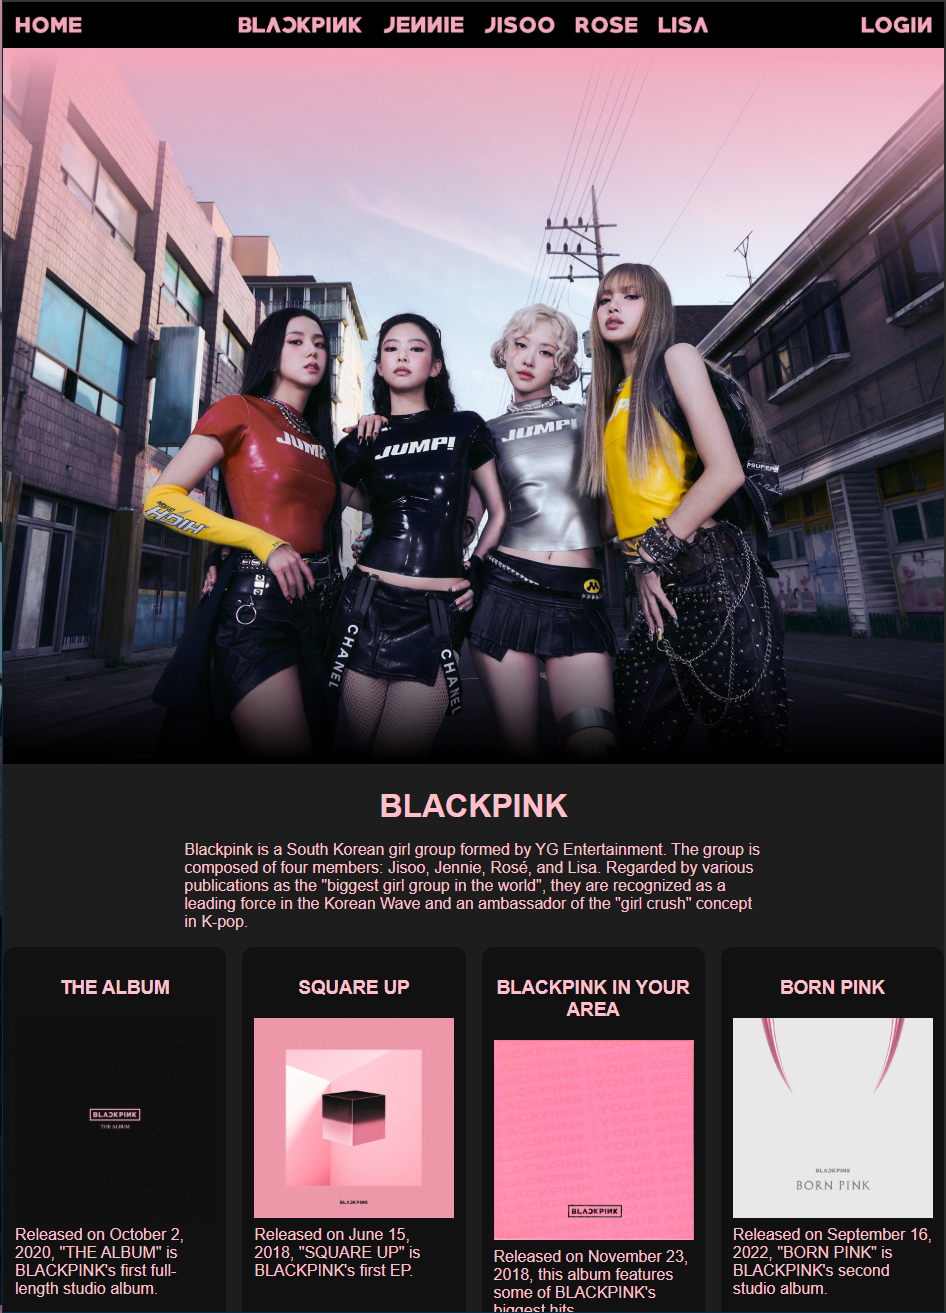 HOME BLACKPINK JENNIE JISOO ROSE LISA LOGIN
JUMP!
JUMP!
JUMP!
HIGH
CHANEL
CHANEL
BLACKPINK
Blackpink is a South Korean girl group formed by YG Entertainment. The group is
composed of four members: Jisoo, Jennie, Rosé, and Lisa. Regarded by various
publications as the "biggest girl group in the world", they are recognized as a
leading force in the Korean Wave and an ambassador of the "girl crush" concept
in K-pop.
THE ALBUM
BLACKPINK
THE ALBUM
Released on October 2,
2020, "THE ALBUM" is
BLACKPINK's first full-
length studio album.
SQUARE UP
BLACKPINK
Released on June 15,
2018, "SQUARE UP" is
BLACKPINK's first EP.
BLACKPINK IN YOUR
AREA
BLACKPINK
Released on November 23,
2018, this album features
some of BLACKPINK's
biggest hits
BORN PINK
BLACKPINK
BORN PINK
Released on September 16,
2022, "BORN PINK" is
BLACKPINK's second
studio album.